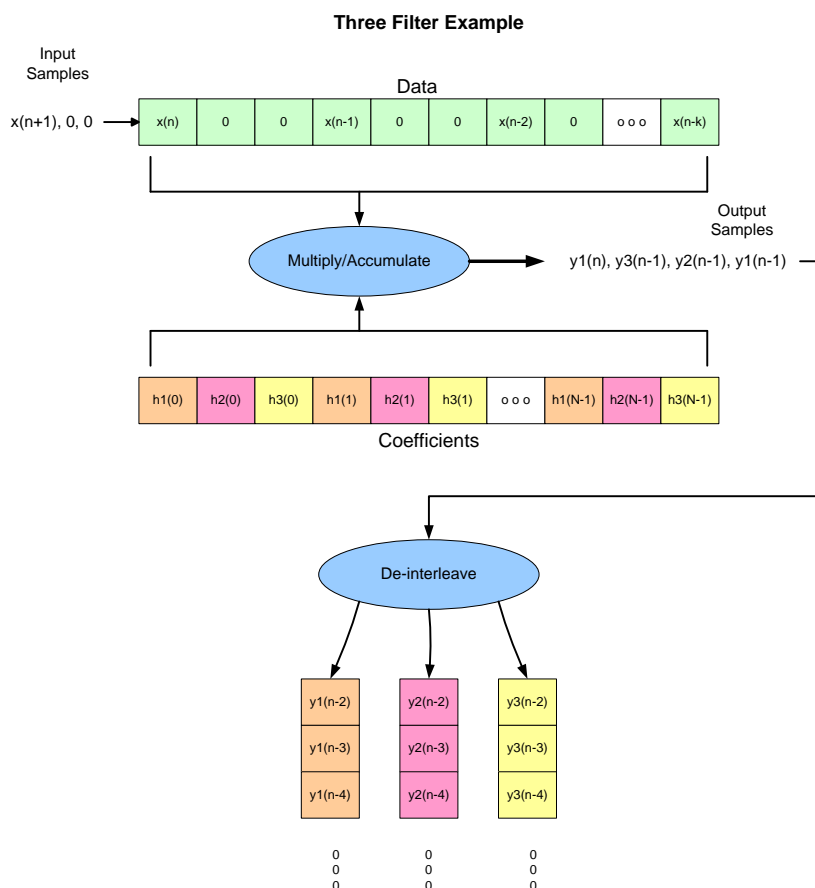 Three Filter Example
Input
Samples
Data
x(n+1), 0, 0
x(n) 0 0 x(n-1) 0 0 x(n-2) 0 o o o x(n-k)
Output
Samples
Multiply/Accumulate
y1(n), y3(n-1), y2(n-1), y1(n-1)
h1(0) h2(0) h3(0) h1(1) h2(1) h3(1) o o o h1(N-1) h2(N-1) h3(N-1)
Coefficients
De-interleave
y1(n-2) y2(n-2) y3(n-2)
y1(n-3) y2(n-3) y3(n-3)
y1(n-4) y2(n-4) y3(n-4)
0 0 0
0 0 0
0 0 0